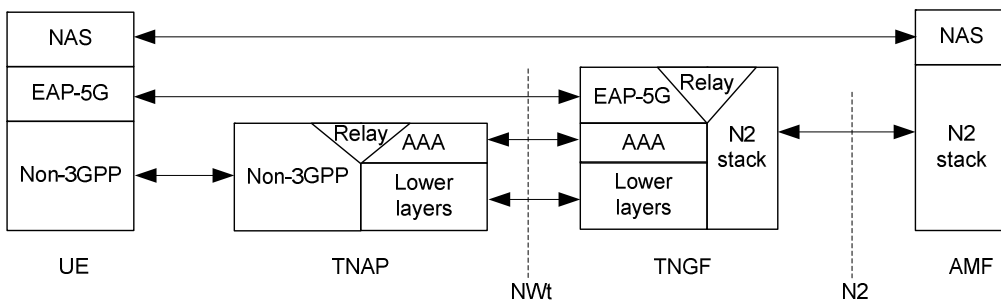 NAS
EAP-5G
Non-3GPP
UE
Relay
AAA
Non-3GPP
Lower
layers
TNAP
NWt
EAP-5G
Relay
AAA
N2
stack
Lower
layers
TNGF
N2
NAS
N2
stack
AMF